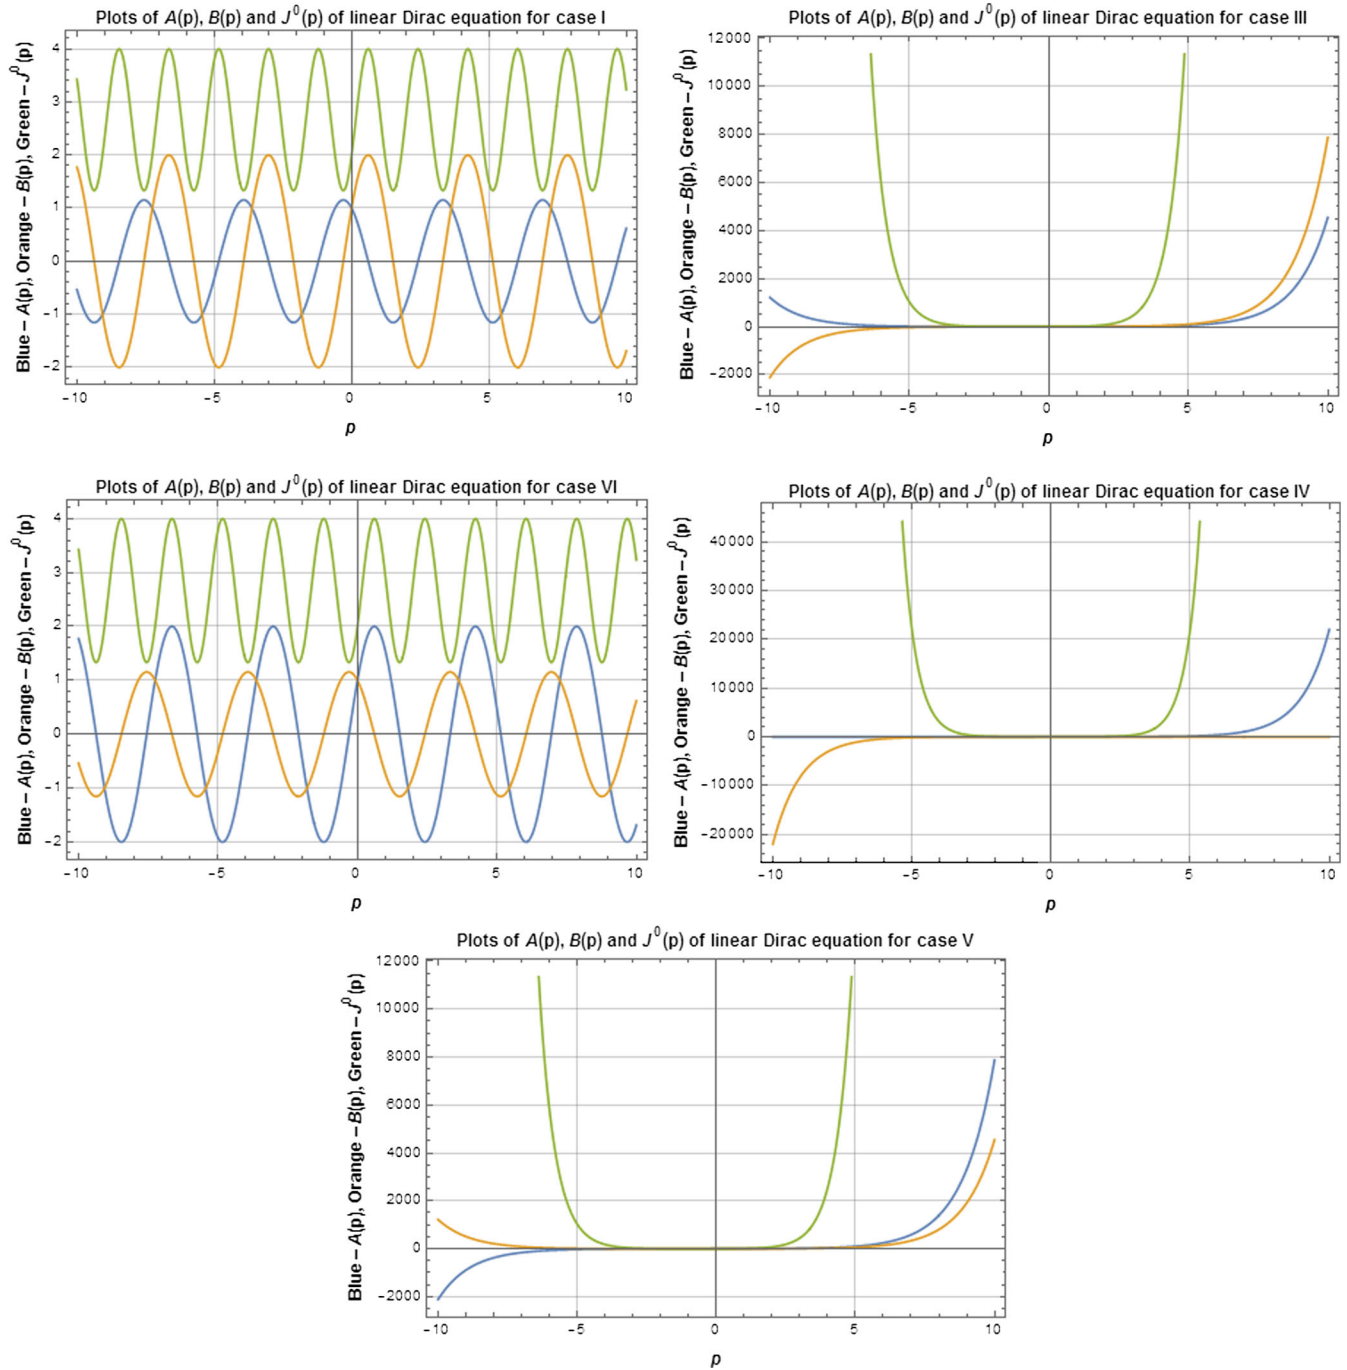 Plots of A(p), B(p) and J⁰(p) of linear Dirac equation for case I
Blue – A(p), Orange – B(p), Green – J⁰(p)
4
3
2
1
0
−1
−2
−10 −5 0 5 10
p
Plots of A(p), B(p) and J⁰(p) of linear Dirac equation for case III
Blue – A(p), Orange – B(p), Green – J⁰(p)
12000
10000
8000
6000
4000
2000
0
−2000
−10 −5 0 5 10
p
Plots of A(p), B(p) and J⁰(p) of linear Dirac equation for case VI
Blue – A(p), Orange – B(p), Green – J⁰(p)
4
3
2
1
0
−1
−2
−10 −5 0 5 10
p
Plots of A(p), B(p) and J⁰(p) of linear Dirac equation for case IV
Blue – A(p), Orange – B(p), Green – J⁰(p)
40000
30000
20000
10000
0
−10000
−20000
−10 −5 0 5 10
p
Plots of A(p), B(p) and J⁰(p) of linear Dirac equation for case V
Blue – A(p), Orange – B(p), Green – J⁰(p)
12000
10000
8000
6000
4000
2000
0
−2000
−10 −5 0 5 10
p